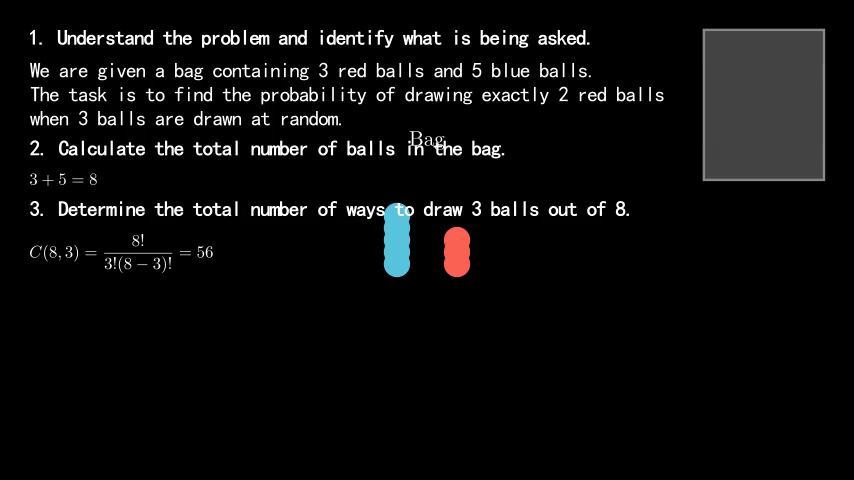 1. Understand the problem and identify what is being asked.
We are given a bag containing 3 red balls and 5 blue balls.
The task is to find the probability of drawing exactly 2 red balls
when 3 balls are drawn at random.
Bag
2. Calculate the total number of balls in the bag.
3 + 5 = 8
3. Determine the total number of ways to draw 3 balls out of 8.
C(8, 3) = 8! / 3!(8 − 3)! = 56